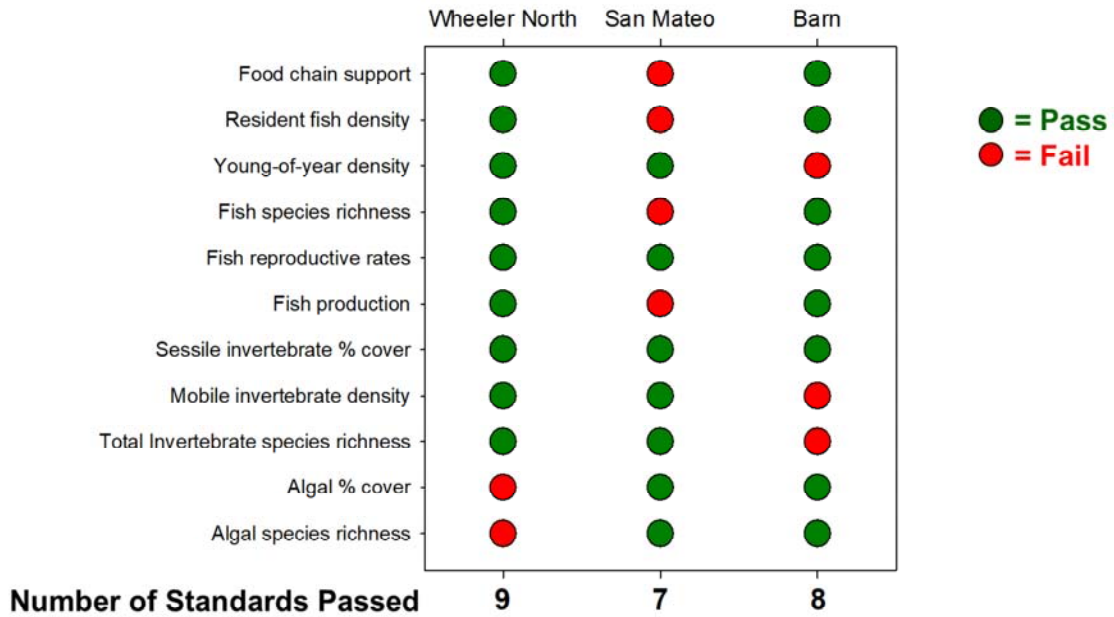 Wheeler North San Mateo Barn
Food chain support
Resident fish density
Young-of-year density
Fish species richness
Fish reproductive rates
Fish production
Sessile invertebrate % cover
Mobile invertebrate density
Total Invertebrate species richness
Algal % cover
Algal species richness
= Pass
= Fail
Number of Standards Passed 9 7 8